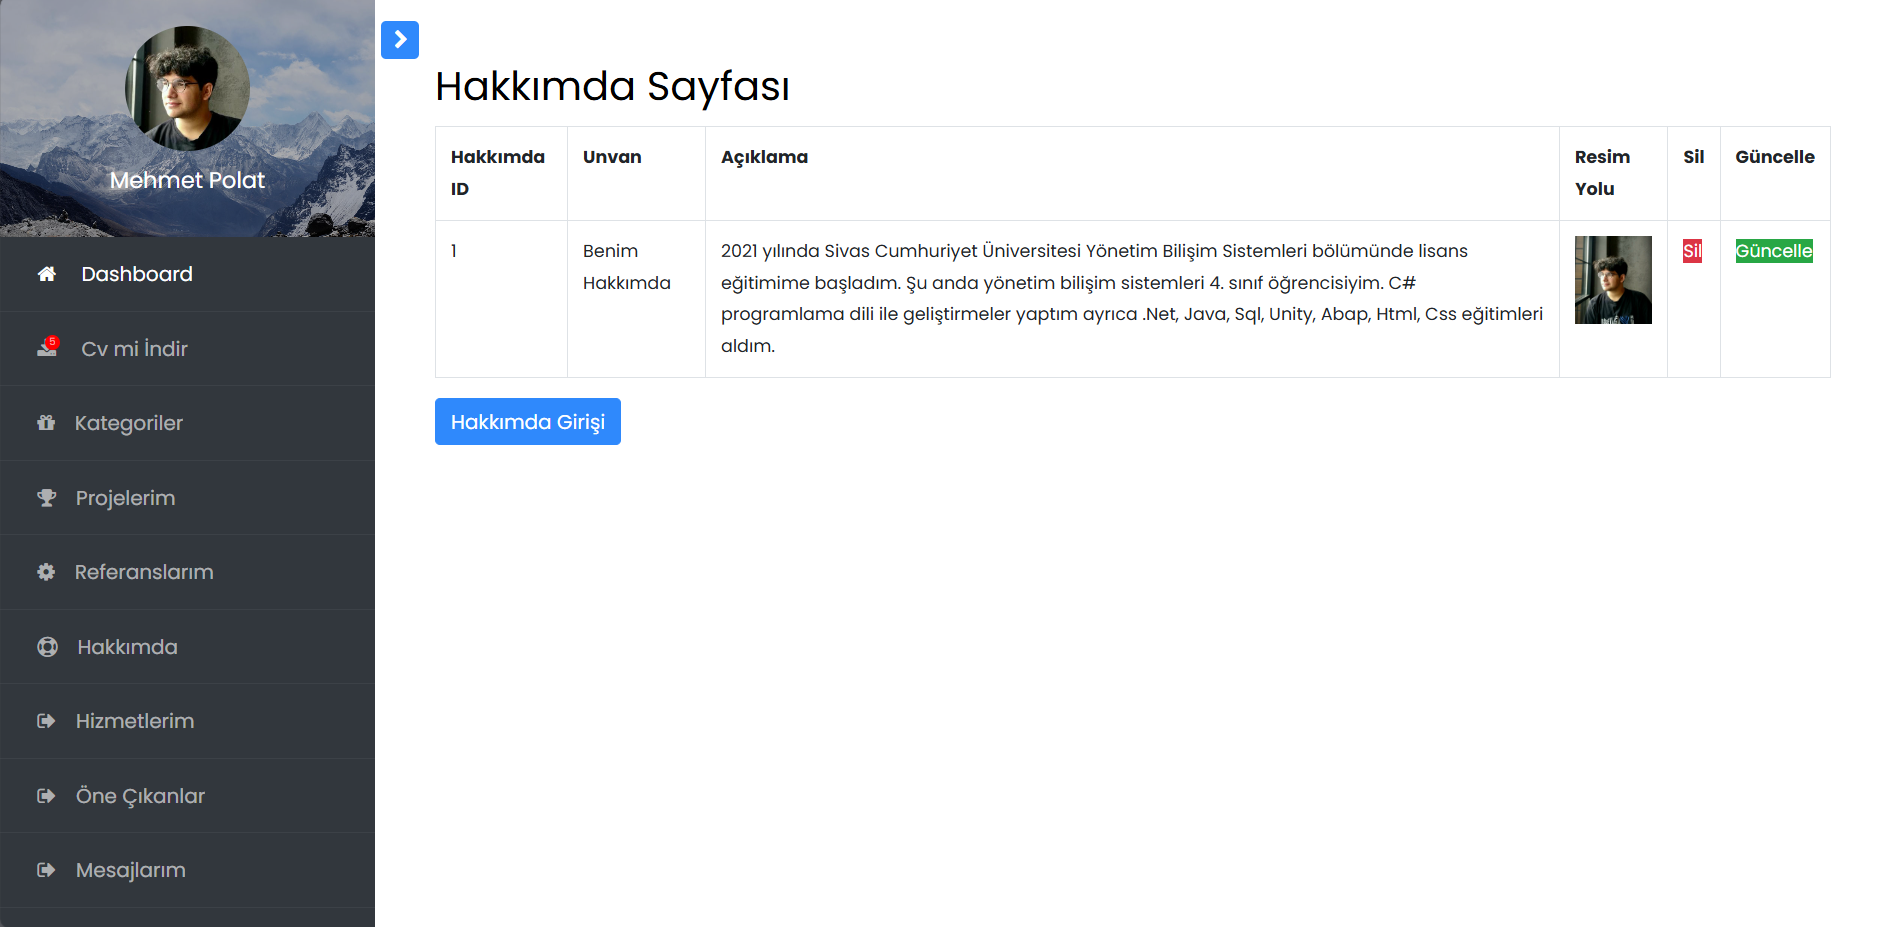 Mehmet Polat
Dashboard
5
Cv mi İndir
Kategoriler
Projelerim
Referanslarım
Hakkımda
Hizmetlerim
Öne Çıkanlar
Mesajlarım
Hakkımda Sayfası
Hakkımda ID
Unvan
Açıklama
Resim Yolu
Sil
Güncelle
1
Benim Hakkımda
2021 yılında Sivas Cumhuriyet Üniversitesi Yönetim Bilişim Sistemleri bölümünde lisans
eğitimime başladım. Şu anda yönetim bilişim sistemleri 4. sınıf öğrencisiyim. C#
programlama dili ile geliştirmeler yaptım ayrıca .Net, Java, Sql, Unity, Abap, Html, Css eğitimleri
aldım.
Sil
Güncelle
Hakkımda Girişi